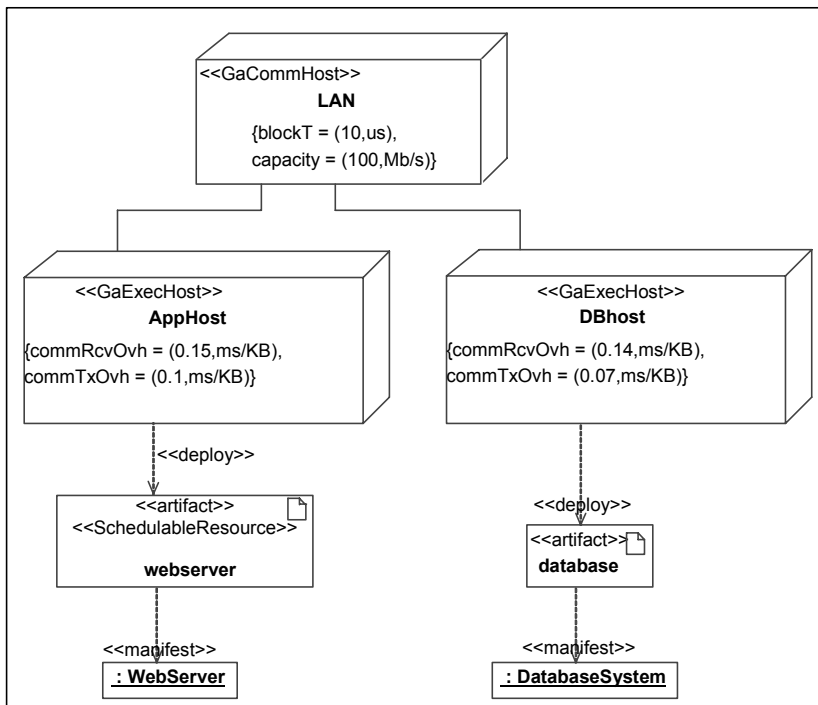 <<GaCommHost>>
LAN
{blockT = (10,us),
capacity = (100,Mb/s)}
<<GaExecHost>>
AppHost
{commRcvOvh = (0.15,ms/KB),
commTxOvh = (0.1,ms/KB)}
<<GaExecHost>>
DBhost
{commRcvOvh = (0.14,ms/KB),
commTxOvh = (0.07,ms/KB)}
<<deploy>>
<<artifact>>
<<SchedulableResource>>
webserver
<<manifest>>
: WebServer
<<deploy>>
<<artifact>>
database
<<manifest>>
: DatabaseSystem